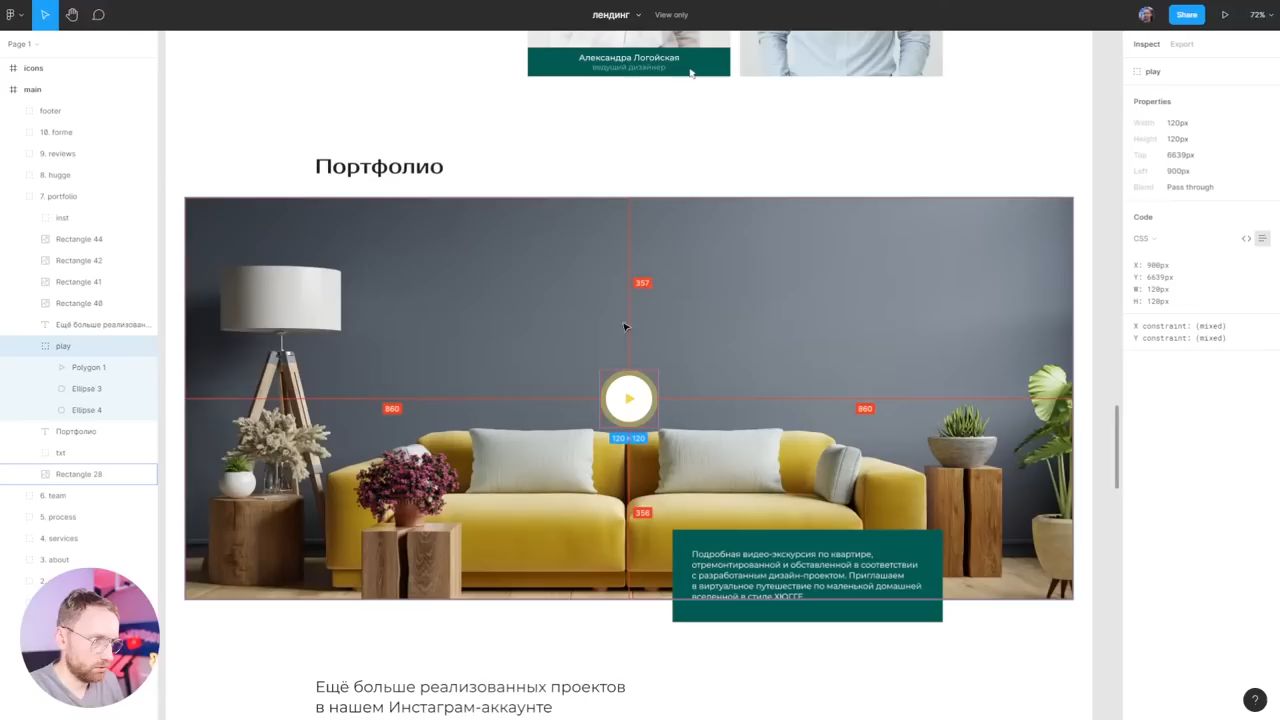 лендинг
View only
Share
72%
Page 1
Inspect
Export
icons
main
footer
10. forme
9. reviews
8. hugge
7. portfolio
inst
Rectangle 44
Rectangle 42
Rectangle 41
Rectangle 40
Ещё больше реализован...
play
Polygon 1
Ellipse 3
Ellipse 4
Портфолио
txt
Rectangle 28
6. team
5. process
4. services
3. about
2.
Александра Логойская
ведущий дизайнер
Портфолио
357
860
860
120 × 120
356
Подробная видео-экскурсия по квартире,
отремонтированной и обставленной в соответствии
с разработанным дизайн-проектом. Приглашаем
в виртуальное путешествие по маленькой домашней
вселенной в стиле ХЮГГЕ
Ещё больше реализованных проектов
в нашем Инстаграм-аккаунте
play
Properties
Width 120px
Height 120px
Top 6639px
Left 900px
Blend Pass through
Code
CSS
X: 900px
Y: 6639px
W: 120px
H: 120px
X constraint: (mixed)
Y constraint: (mixed)
?